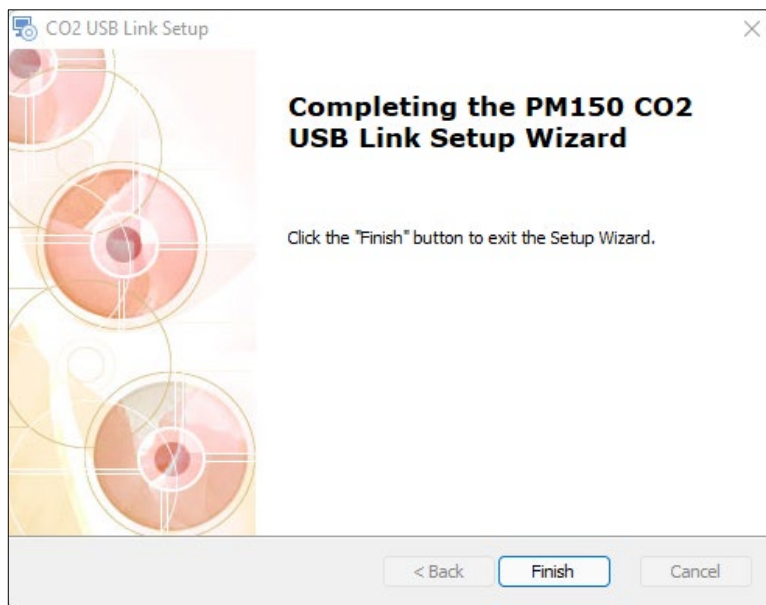 CO2 USB Link Setup
Completing the PM150 CO2
USB Link Setup Wizard
Click the "Finish" button to exit the Setup Wizard.
< Back Finish Cancel